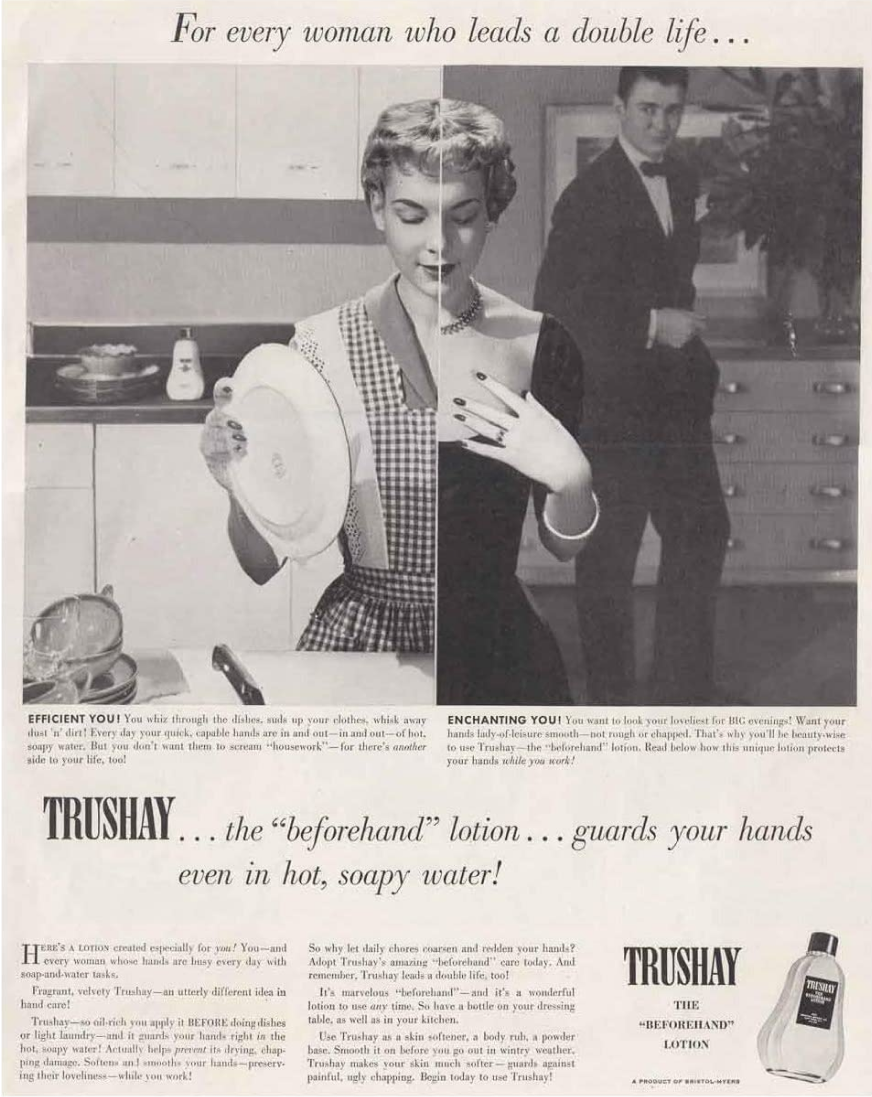 For every woman who leads a double life...
EFFICIENT YOU! You whiz through the dishes, suds up your clothes, whisk away
dust 'n' dirt! Every day your quick, capable hands are in and out—in and out—of hot,
soapy water. But you don't want them to scream "housework"—for there's another
side to your life, too!
ENCHANTING YOU! You want to look your loveliest for BIG evenings! Want your
hands lady-of-leisure smooth—not rough or chapped. That's why you'll be beauty-wise
to use Trushay—the "beforehand" lotion. Read below how this unique lotion protects
your hands while you work!
TRUSHAY... the "beforehand" lotion... guards your hands
even in hot, soapy water!
HERE'S A LOTION created especially for you! You—and
every woman whose hands are busy every day with
soap-and-water tasks.
Fragrant, velvety Trushay—an utterly different idea in
hand care!
Trushay—so oil-rich you apply it BEFORE doing dishes
or light laundry—and it guards your hands right in the
hot, soapy water! Actually helps prevent its drying, chap-
ping damage. Softens and smooths your hands—preserv-
ing their loveliness—while you work!
So why let daily chores coarsen and redden your hands?
Adopt Trushay's amazing "beforehand" care today. And
remember, Trushay leads a double life, too!
It's marvelous "beforehand"—and it's a wonderful
lotion to use any time. So have a bottle on your dressing
table, as well as in your kitchen.
Use Trushay as a skin softener, a body rub, a powder
base. Smooth it on before you go out in wintry weather.
Trushay makes your skin much softer—guards against
painful, ugly chapping. Begin today to use Trushay!
TRUSHAY
THE
"BEFOREHAND"
LOTION
A PRODUCT OF BRISTOL-MYERS
TRUSHAY
THE
BEFOREHAND
LOTION